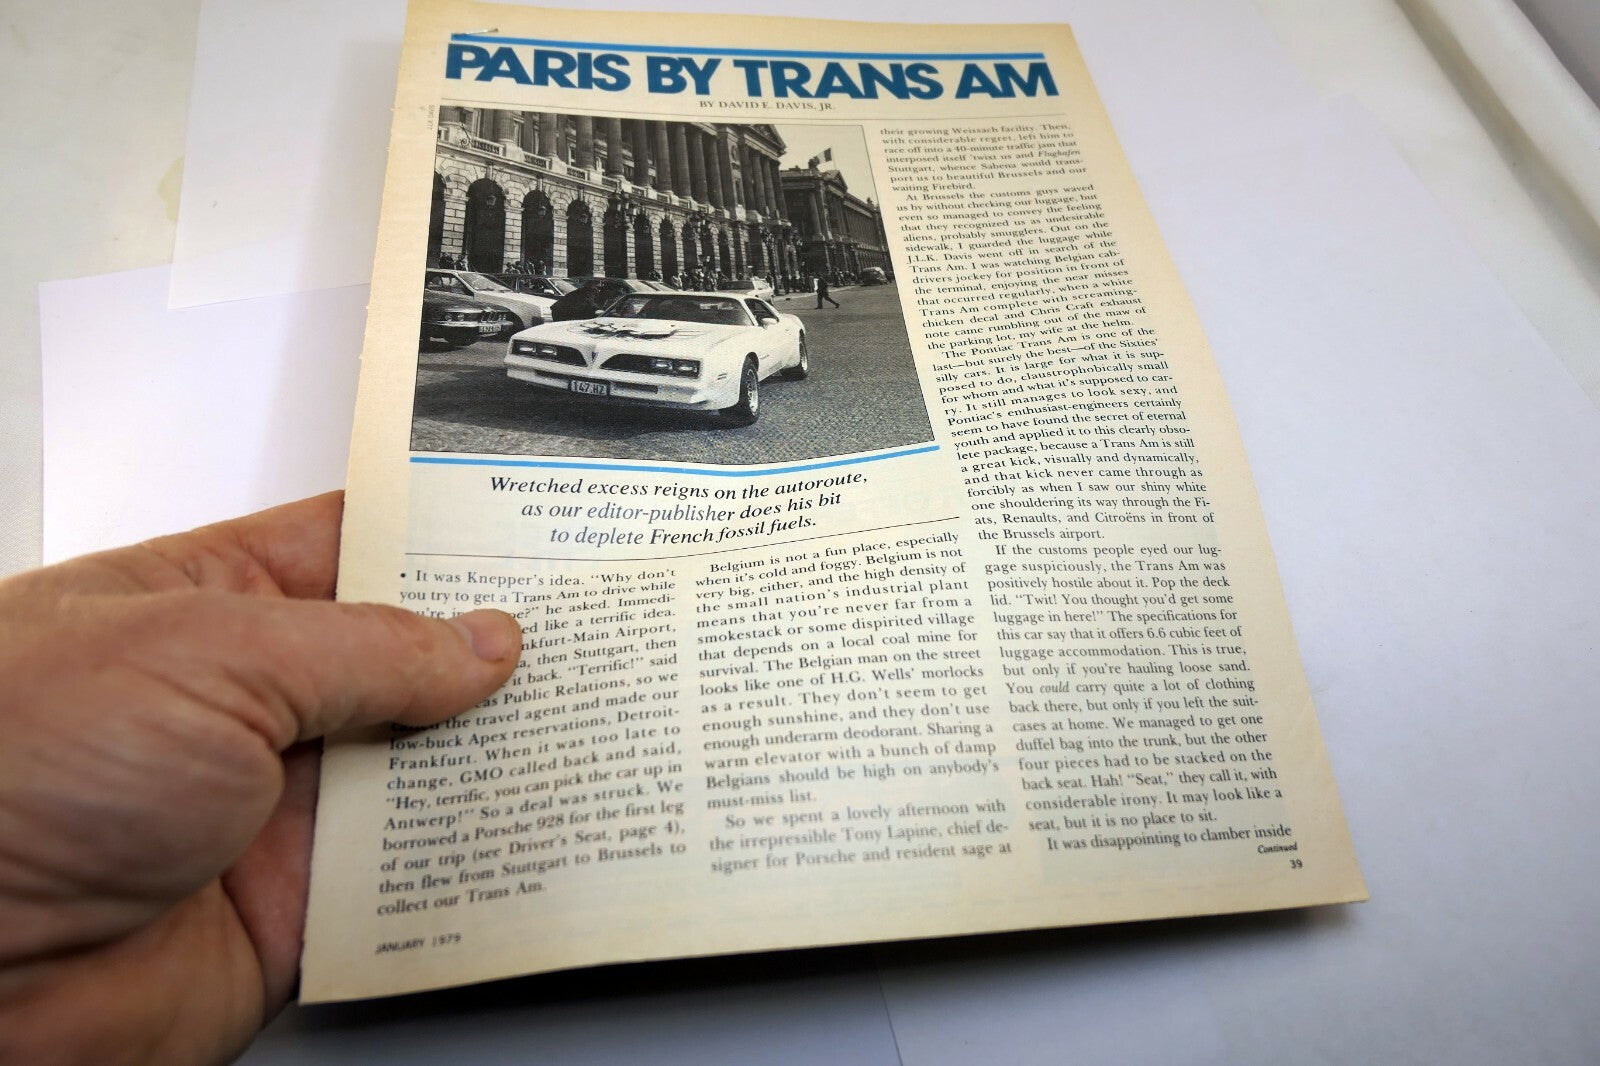 PARIS BY TRANS AM
BY DAVID E. DAVIS, JR.
J.L.K. DAVIS
147 HZ
Wretched excess reigns on the autoroute,
as our editor-publisher does his bit
to deplete French fossil fuels.
• It was Knepper's idea. "Why don't
you try to get a Trans Am to drive while
he asked. Immedi-
like a terrific idea.
Airport,
then Stuttgart, then
it back. "Terrific!" said
Public Relations, so we
the travel agent and made our
low-buck Apex reservations, Detroit-
Frankfurt. When it was too late to
change, GMO called back and said,
"Hey, terrific, you can pick the car up in
Antwerp!" So a deal was struck. We
borrowed a Porsche 928 for the first leg
of our trip (see Driver's Seat, page 4),
then flew from Stuttgart to Brussels to
collect our Trans Am.
Belgium is not a fun place, especially
when it's cold and foggy. Belgium is not
very big, either, and the high density of
the small nation's industrial plant
means that you're never far from a
smokestack or some dispirited village
that depends on a local coal mine for
survival. The Belgian man on the street
looks like one of H.G. Wells' morlocks
as a result. They don't seem to get
enough sunshine, and they don't use
enough underarm deodorant. Sharing a
warm elevator with a bunch of damp
Belgians should be high on anybody's
must-miss list.
So we spent a lovely afternoon with
the irrepressible Tony Lapine, chief de-
signer for Porsche and resident sage at
their growing Weissach facility. Then,
with considerable regret, left him to
race off into a 40-minute traffic jam that
interposed itself 'twixt us and Flughafen
Stuttgart, whence Sabena would trans-
port us to beautiful Brussels and our
waiting Firebird.
At Brussels the customs guys waved
us by without checking our luggage, but
even so managed to convey the feeling
that they recognized us as undesirable
aliens, probably smugglers. Out on the
sidewalk, I guarded the luggage while
J.L.K. Davis went off in search of the
Trans Am. I was watching Belgian cab-
drivers jockey for position in front of
the terminal, enjoying the near misses
that occurred regularly, when a white
Trans Am complete with screaming-
chicken decal and Chris Craft exhaust
note came rumbling out of the maw of
the parking lot, my wife at the helm.
The Pontiac Trans Am is one of the
last—but surely the best—of the Sixties'
silly cars. It is large for what it is sup-
posed to do, claustrophobically small
for whom and what it's supposed to car-
ry. It still manages to look sexy, and
Pontiac's enthusiast-engineers certainly
seem to have found the secret of eternal
youth and applied it to this clearly obso-
lete package, because a Trans Am is still
a great kick, visually and dynamically,
and that kick never came through as
forcibly as when I saw our shiny white
one shouldering its way through the Fi-
ats, Renaults, and Citroëns in front of
the Brussels airport.
If the customs people eyed our lug-
gage suspiciously, the Trans Am was
positively hostile about it. Pop the deck
lid. "Twit! You thought you'd get some
luggage in here!" The specifications for
this car say that it offers 6.6 cubic feet of
luggage accommodation. This is true,
but only if you're hauling loose sand.
You could carry quite a lot of clothing
back there, but only if you left the suit-
cases at home. We managed to get one
duffel bag into the trunk, but the other
four pieces had to be stacked on the
back seat. Hah! "Seat," they call it, with
considerable irony. It may look like a
seat, but it is no place to sit.
It was disappointing to clamber inside
Continued
JANUARY 1979
39